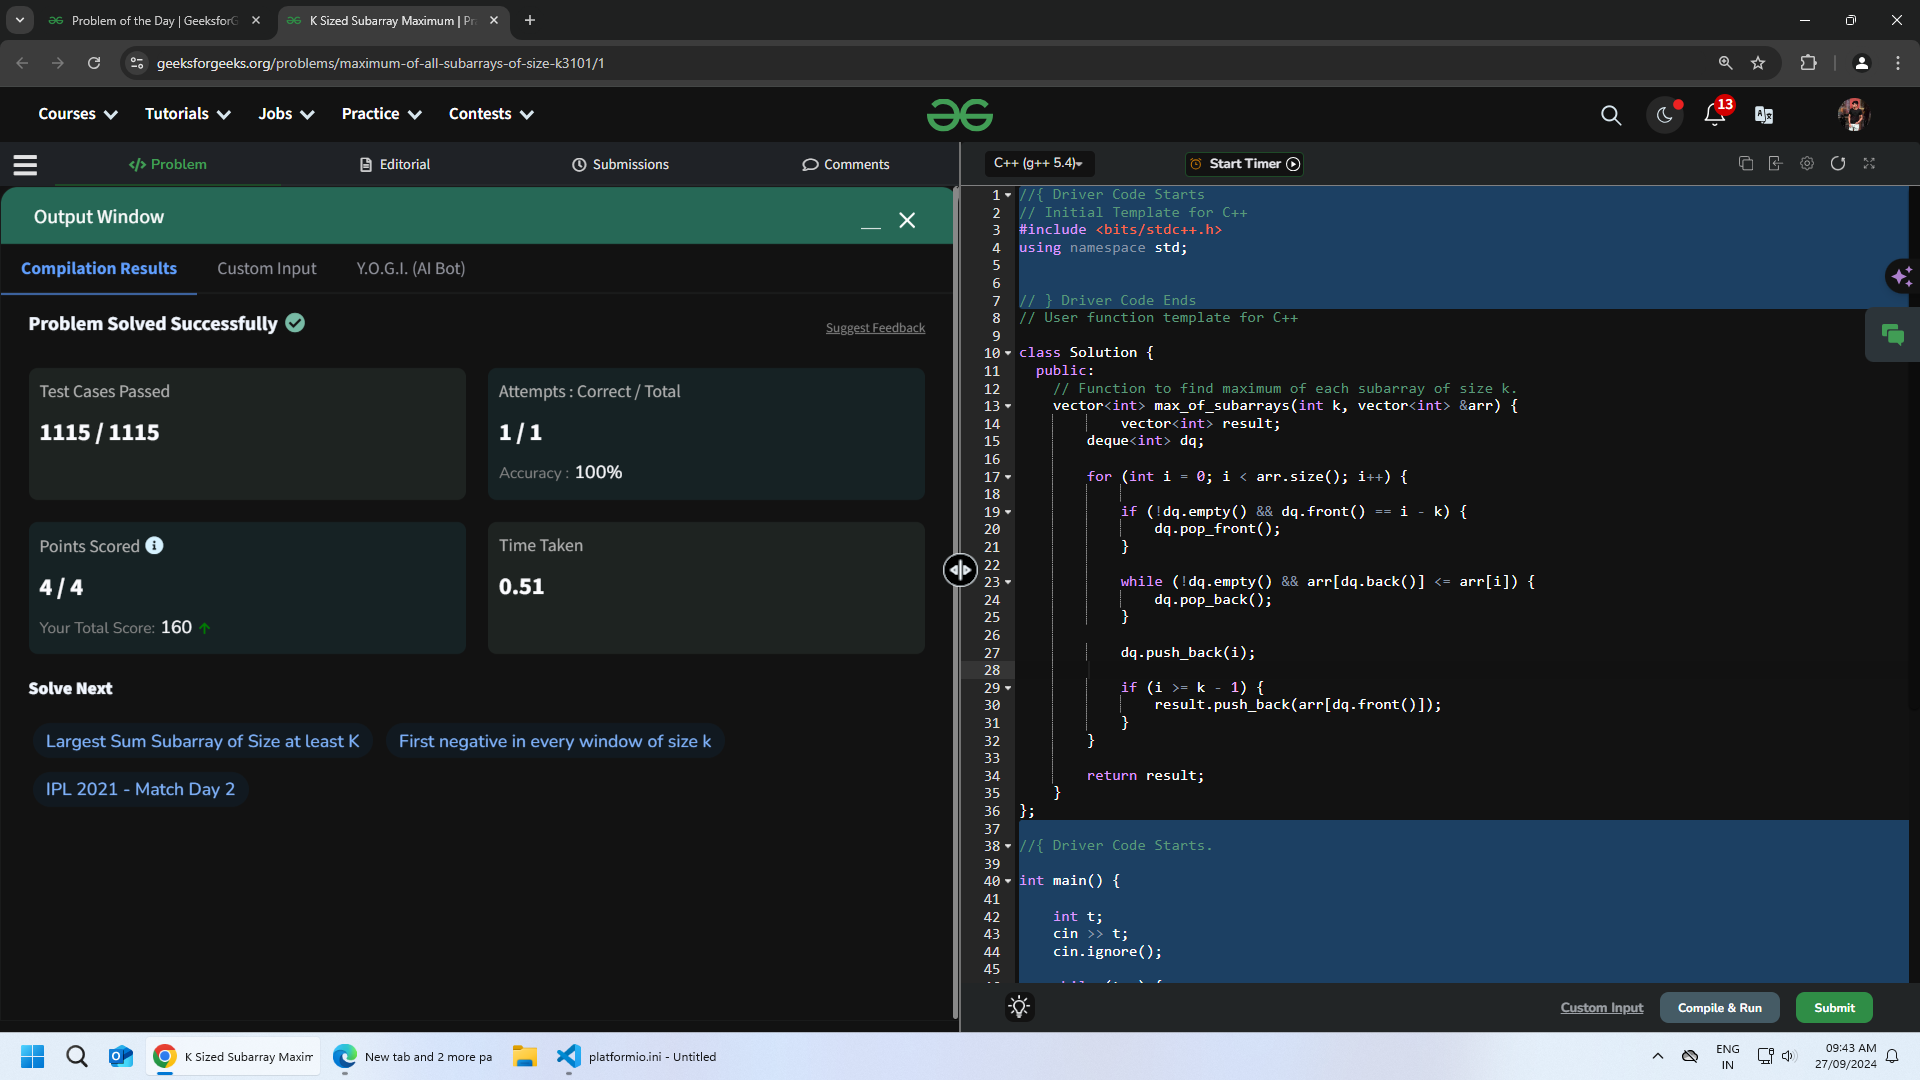 Problem of the Day | GeeksforG
K Sized Subarray Maximum | Pr
geeksforgeeks.org/problems/maximum-of-all-subarrays-of-size-k3101/1
Courses
Tutorials
Jobs
Practice
Contests
13
Problem
Editorial
Submissions
Comments
Output Window
Compilation Results
Custom Input
Y.O.G.I. (AI Bot)
Problem Solved Successfully
Suggest Feedback
Test Cases Passed
1115 / 1115
Attempts : Correct / Total
1 / 1
Accuracy : 100%
Points Scored
4 / 4
Your Total Score: 160
Time Taken
0.51
Solve Next
Largest Sum Subarray of Size at least K
First negative in every window of size k
IPL 2021 - Match Day 2
C++ (g++ 5.4)
Start Timer
1 //{ Driver Code Starts
2 // Initial Template for C++
3 #include <bits/stdc++.h>
4 using namespace std;
5
6
7 // } Driver Code Ends
8 // User function template for C++
9
10 class Solution {
11 public:
12 // Function to find maximum of each subarray of size k.
13 vector<int> max_of_subarrays(int k, vector<int> &arr) {
14 vector<int> result;
15 deque<int> dq;
16
17 for (int i = 0; i < arr.size(); i++) {
18
19 if (!dq.empty() && dq.front() == i - k) {
20 dq.pop_front();
21 }
22
23 while (!dq.empty() && arr[dq.back()] <= arr[i]) {
24 dq.pop_back();
25 }
26
27 dq.push_back(i);
28
29 if (i >= k - 1) {
30 result.push_back(arr[dq.front()]);
31 }
32 }
33
34 return result;
35 }
36 };
37
38 //{ Driver Code Starts.
39
40 int main() {
41
42 int t;
43 cin >> t;
44 cin.ignore();
45
Custom Input
Compile & Run
Submit
K Sized Subarray Maxim
New tab and 2 more pa
platformio.ini - Untitled
ENG
IN
09:43 AM
27/09/2024